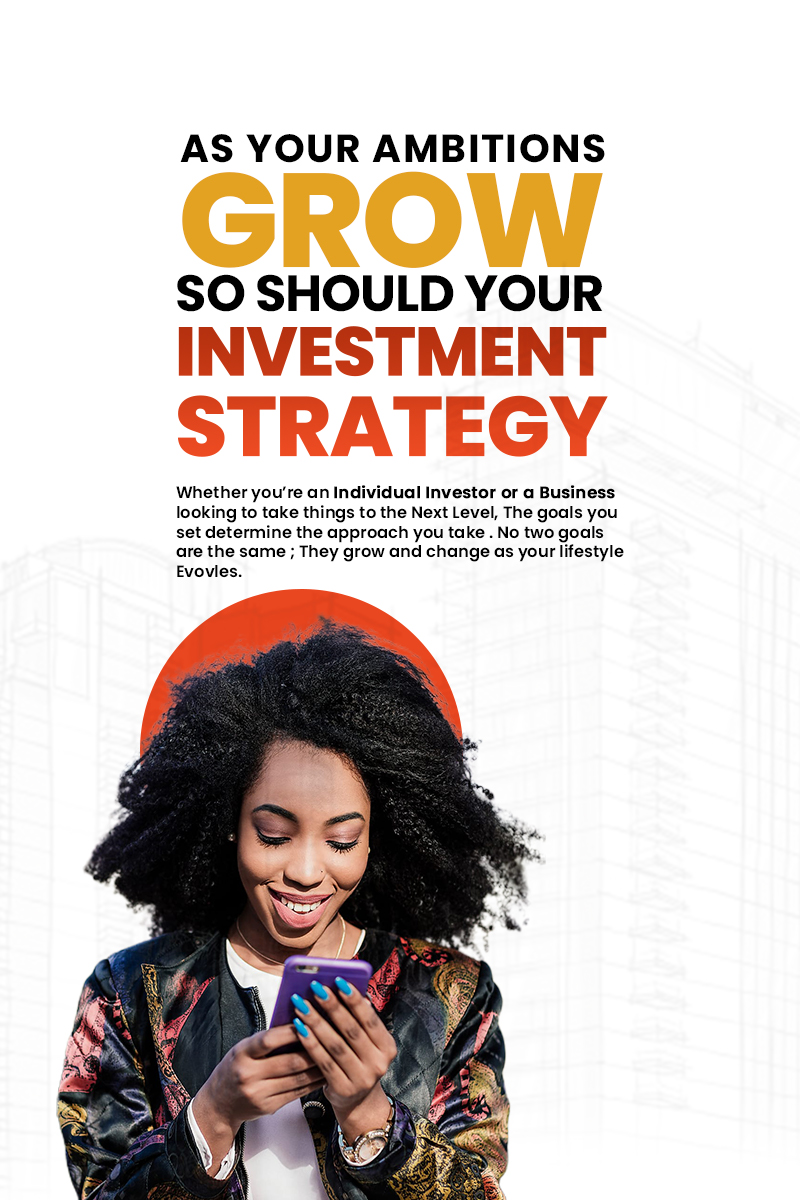 AS YOUR AMBITIONS
GROW
SO SHOULD YOUR
INVESTMENT
STRATEGY
Whether you’re an Individual Investor or a Business
looking to take things to the Next Level, The goals you
set determine the approach you take . No two goals
are the same ; They grow and change as your lifestyle
Evovles.